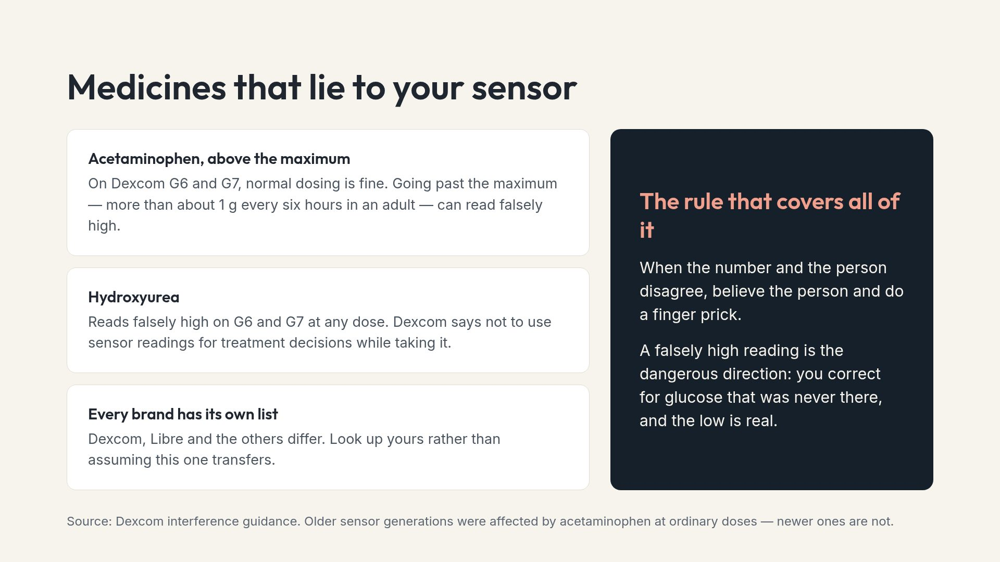 Medicines that lie to your sensor
Acetaminophen, above the maximum
On Dexcom G6 and G7, normal dosing is fine. Going past the maximum
— more than about 1 g every six hours in an adult — can read falsely
high.
Hydroxyurea
Reads falsely high on G6 and G7 at any dose. Dexcom says not to use
sensor readings for treatment decisions while taking it.
Every brand has its own list
Dexcom, Libre and the others differ. Look up yours rather than
assuming this one transfers.
The rule that covers all of
it
When the number and the person
disagree, believe the person and do
a finger prick.
A falsely high reading is the
dangerous direction: you correct
for glucose that was never there,
and the low is real.
Source: Dexcom interference guidance. Older sensor generations were affected by acetaminophen at ordinary doses — newer ones are not.